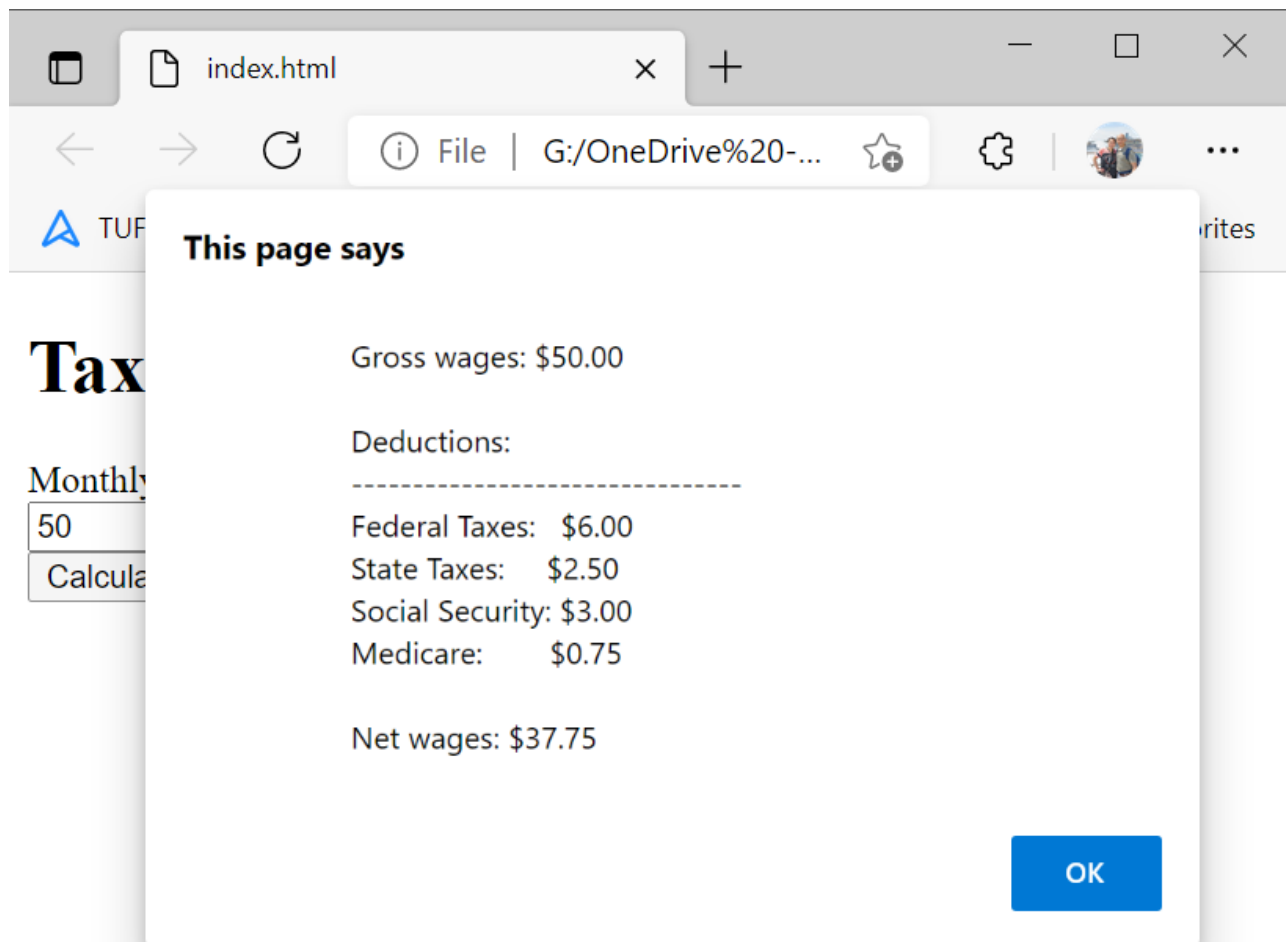 index.html
File | G:/OneDrive%20-...
TUF
rites
This page says
Tax
Gross wages: $50.00
Deductions:
--------------------------------
Monthly
50
Calcula
Federal Taxes: $6.00
State Taxes: $2.50
Social Security: $3.00
Medicare: $0.75
Net wages: $37.75
OK